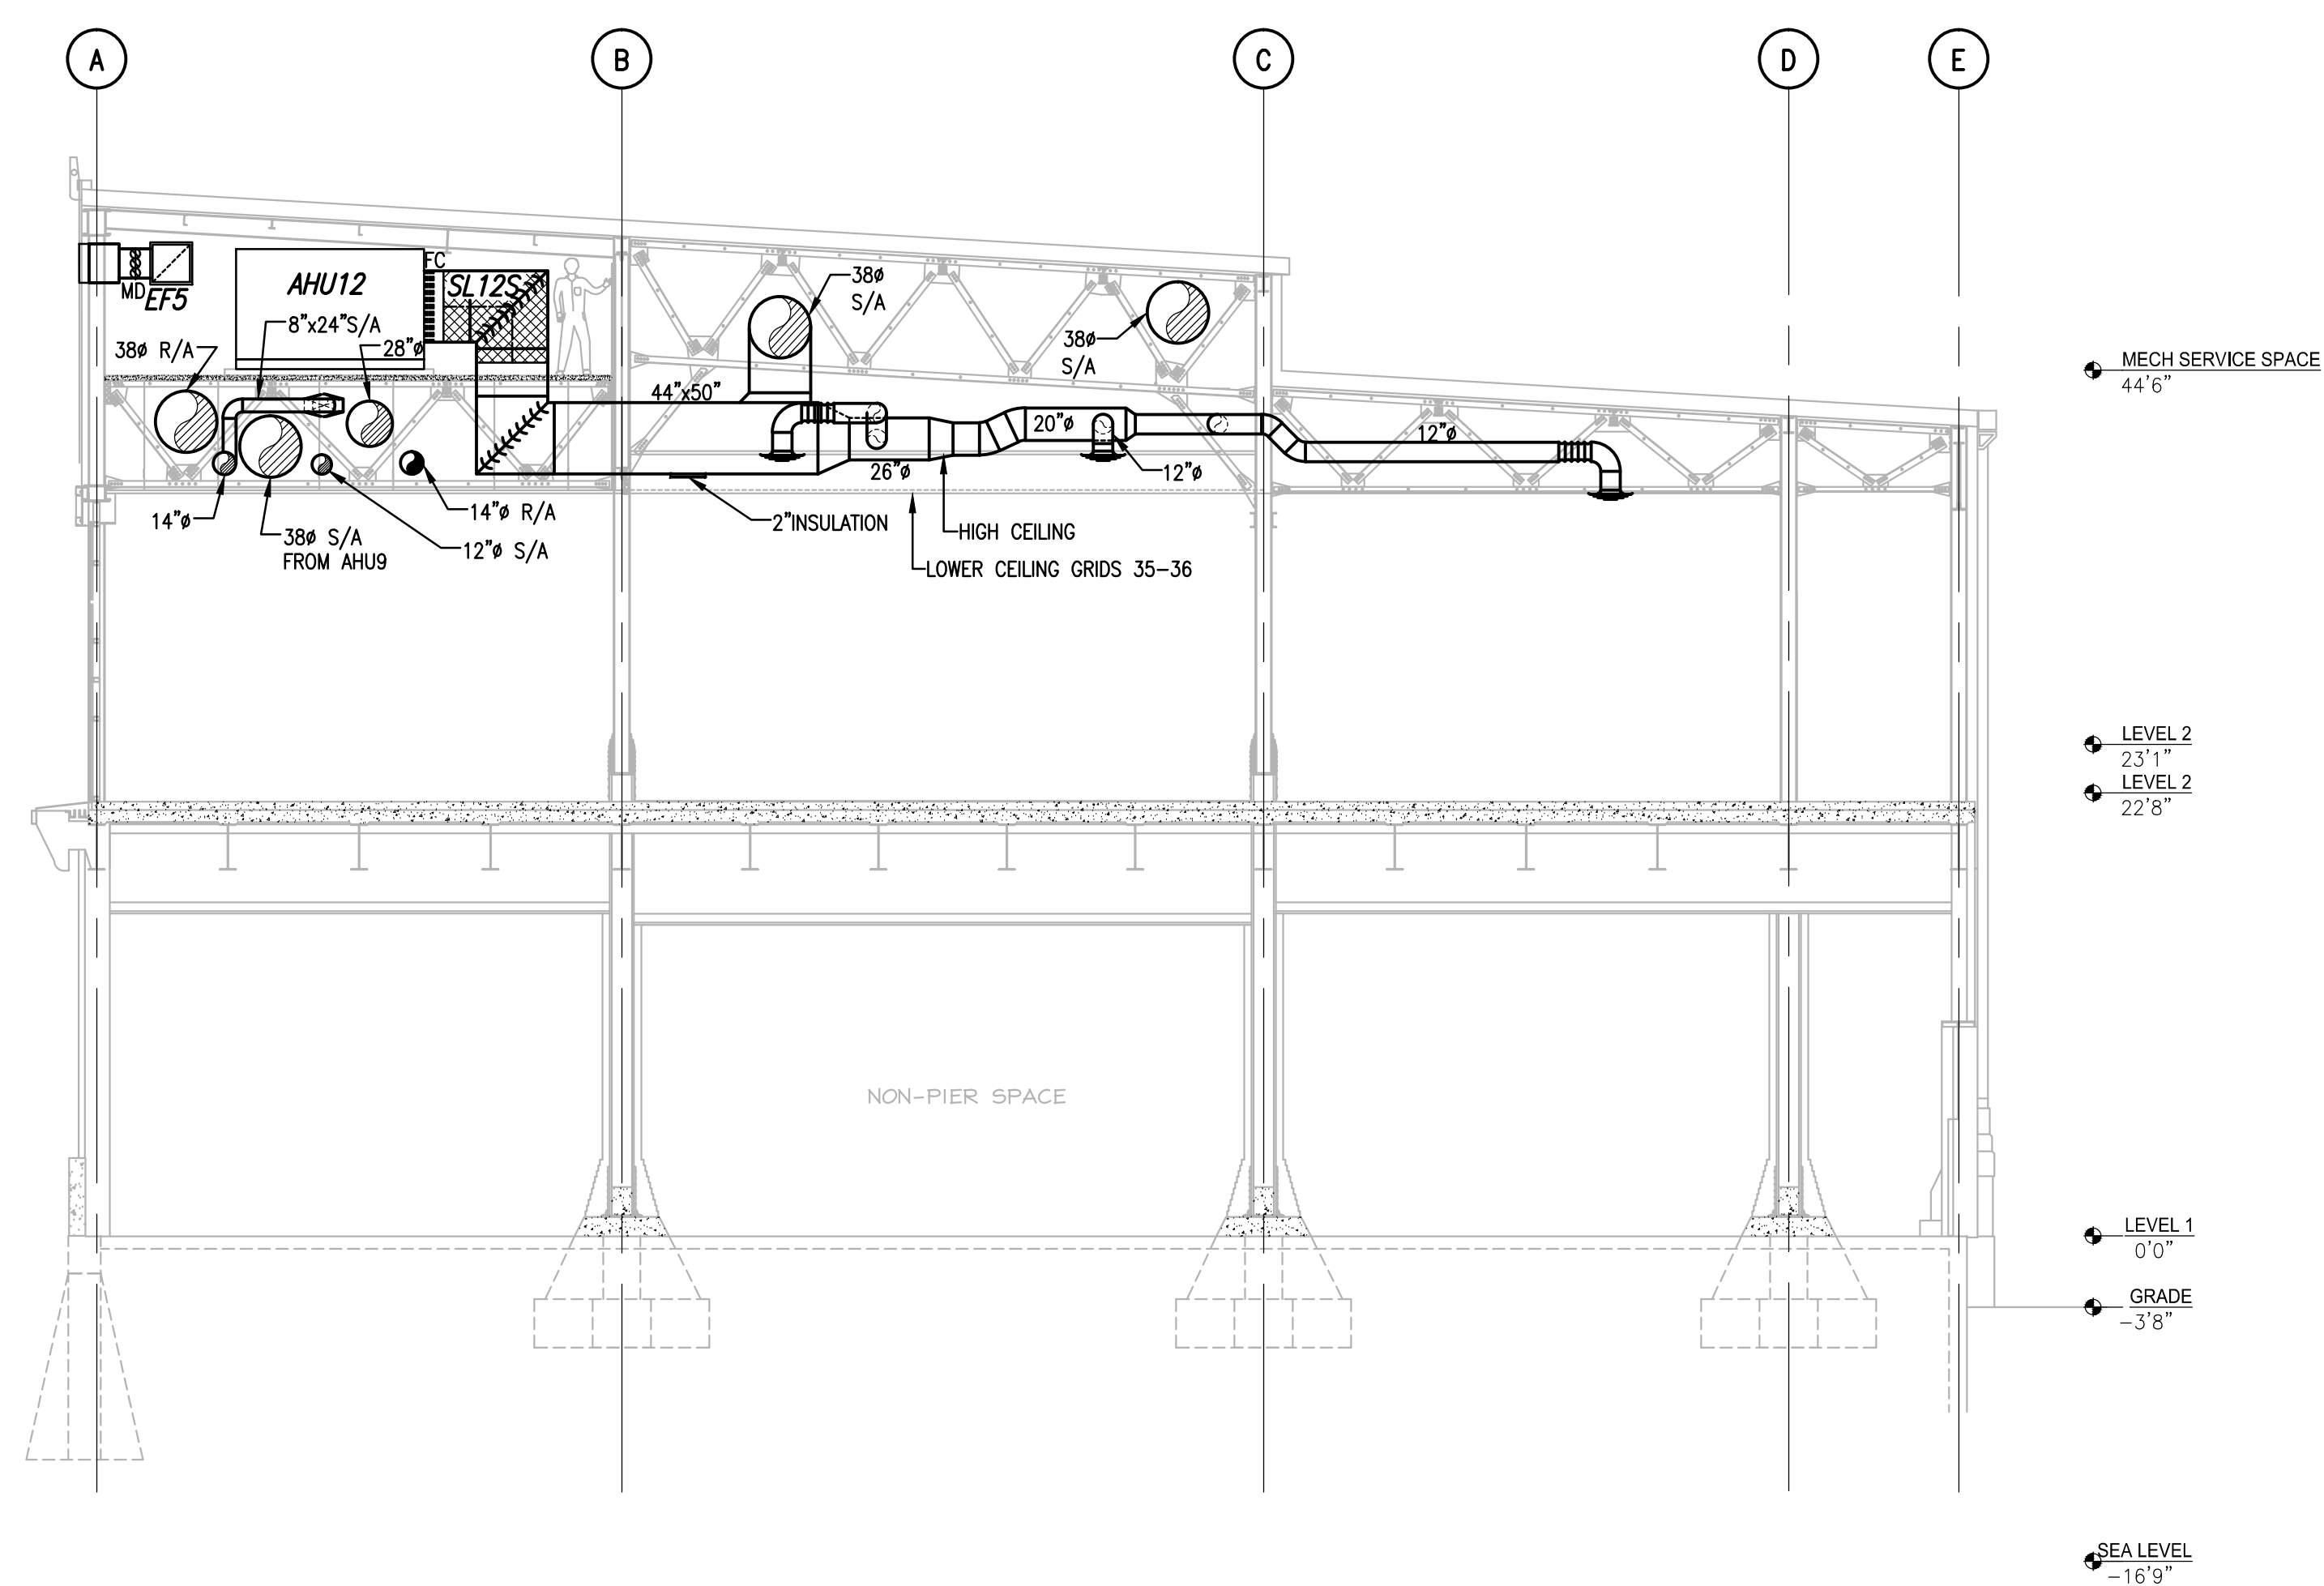 A
B
C
D
E
FC
AHU12
SL12S
MD
EF5
8"x24"S/A
38ø R/A
28"ø
38ø
S/A
38ø
S/A
44"x50"
20"ø
12"ø
26"ø
12"ø
14"ø
38ø S/A
FROM AHU9
14"ø R/A
12"ø S/A
2"INSULATION
HIGH CEILING
LOWER CEILING GRIDS 35-36
MECH SERVICE SPACE
44'6"
LEVEL 2
23'1"
LEVEL 2
22'8"
NON-PIER SPACE
LEVEL 1
0'0"
GRADE
-3'8"
SEA LEVEL
-16'9"